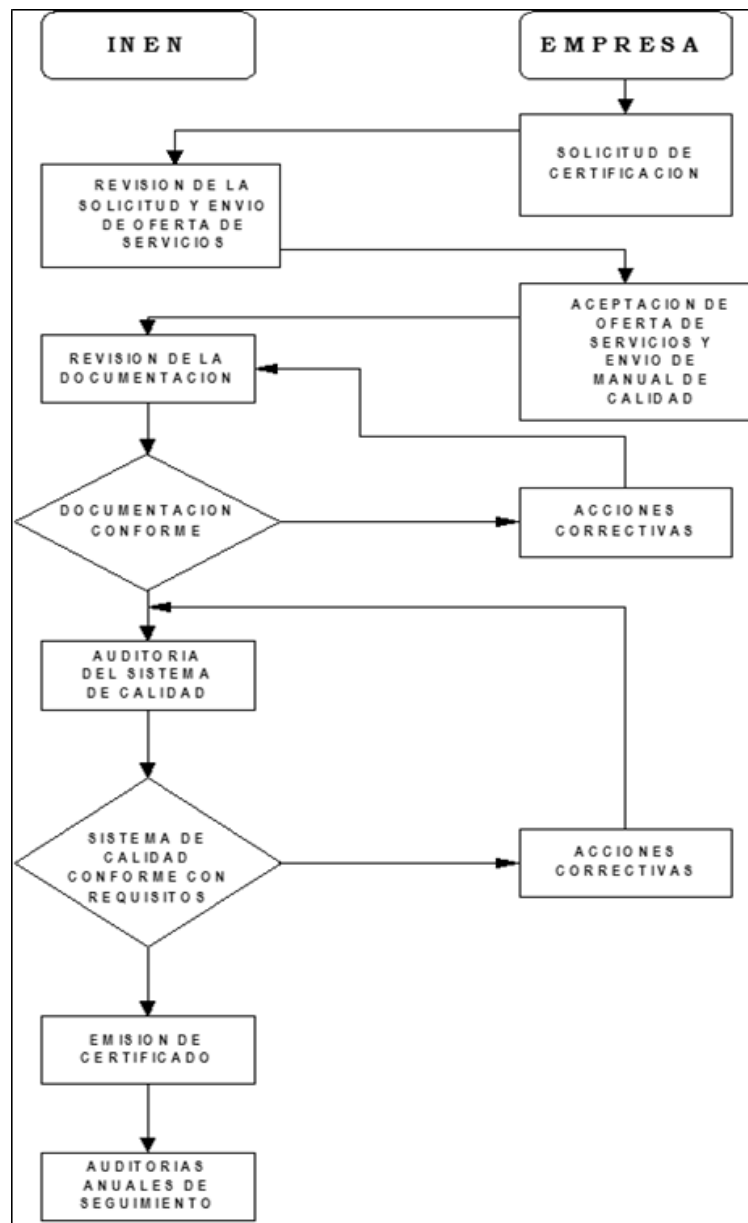 INEN
EMPRESA
SOLICITUD DE
CERTIFICACION
REVISION DE LA
SOLICITUD Y ENVIO
DE OFERTA DE
SERVICIOS
ACEPTACION DE
OFERTA DE
SERVICIOS Y
ENVIO DE
MANUAL DE
CALIDAD
REVISION DE LA
DOCUMENTACION
DOCUMENTACION
CONFORME
ACCIONES
CORRECTIVAS
AUDITORIA
DEL SISTEMA
DE CALIDAD
SISTEMA DE
CALIDAD
CONFORME CON
REQUISITOS
ACCIONES
CORRECTIVAS
EMISION DE
CERTIFICADO
AUDITORIAS
ANUALES DE
SEGUIMIENTO